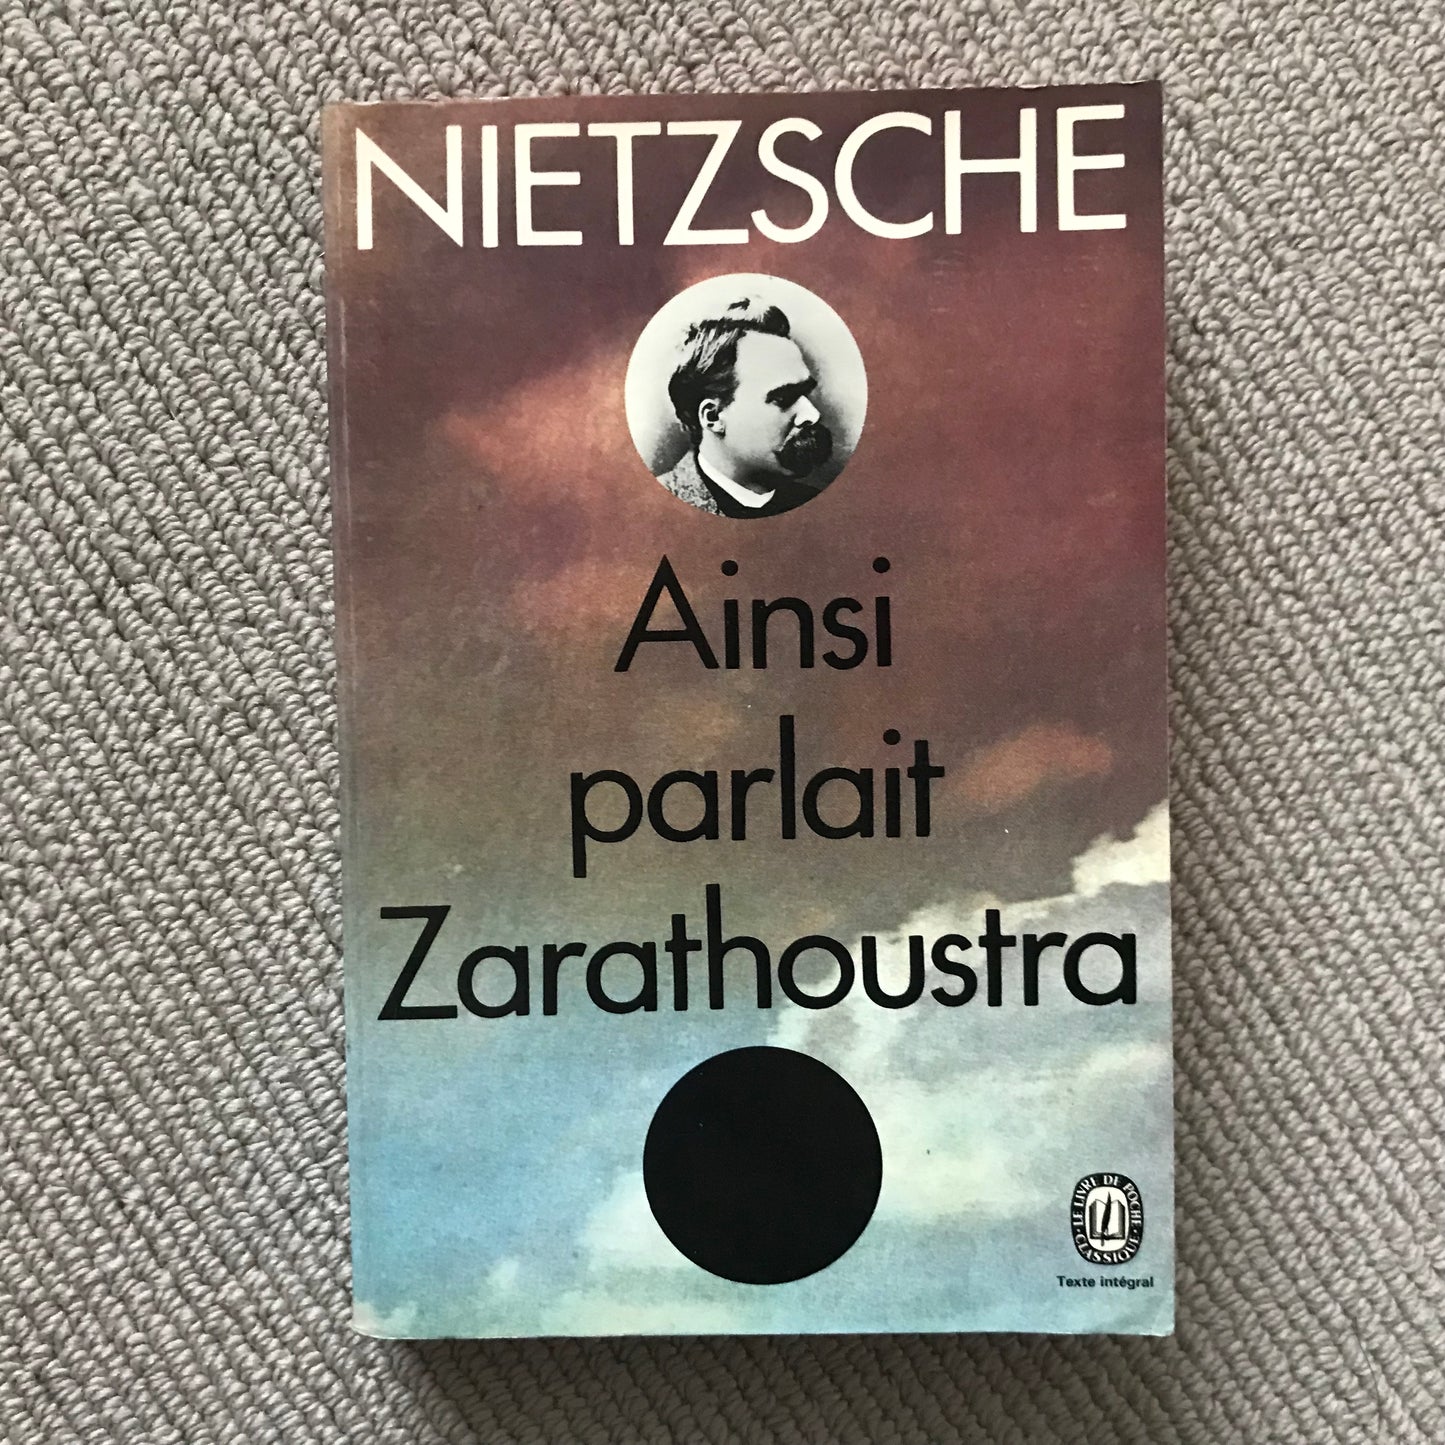 NIETZSCHE
Ainsi
parlait
Zarathoustra
LE LIVRE DE POCHE
CLASSIQUE
Texte intégral